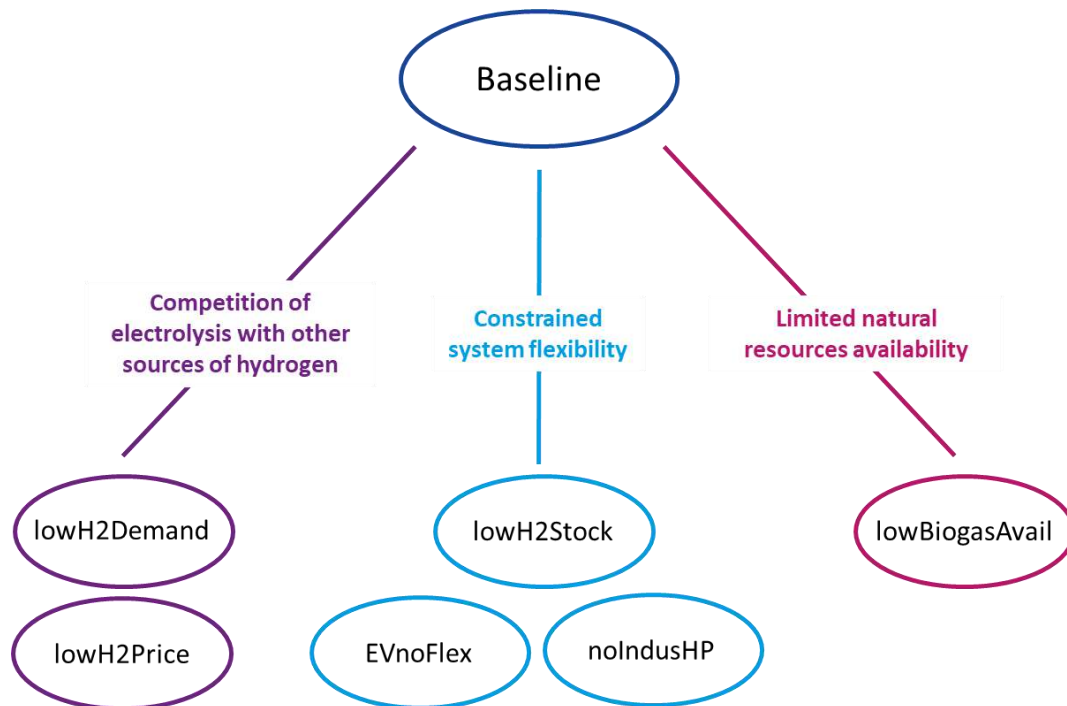 Baseline
Competition of
electrolysis with other
sources of hydrogen
Constrained
system flexibility
Limited natural
resources availability
lowH2Demand
lowH2Stock
lowBiogasAvail
lowH2Price
EVnoFlex
noIndusHP